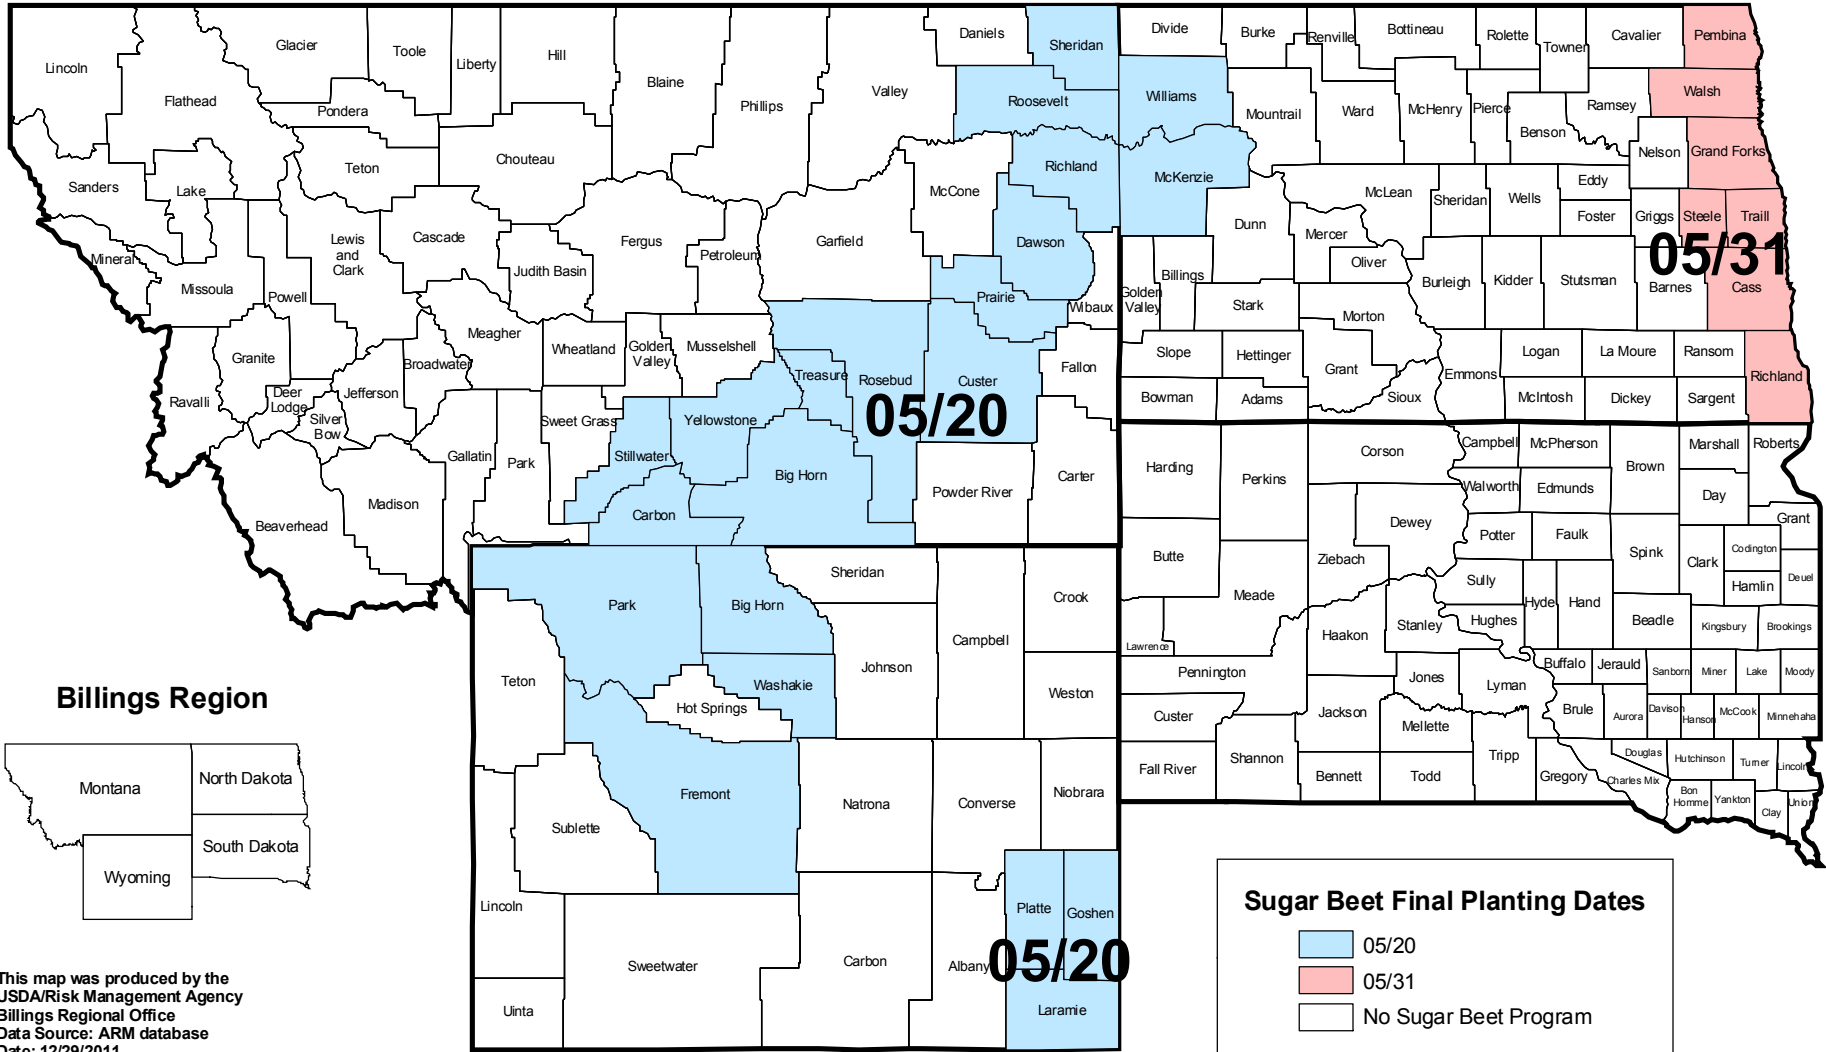 Lincoln
Flathead
Glacier
Toole
Liberty
Hill
Blaine
Phillips
Valley
Daniels
Sheridan
Roosevelt
Pondera
Teton
Chouteau
Sanders
Lake
Mineral
Missoula
Powell
Lewis
and
Clark
Cascade
Judith Basin
Fergus
Petroleum
Garfield
McCone
Richland
Dawson
Prairie
Wibaux
Granite
Ravalli
Deer
Lodge
Silver
Bow
Jefferson
Broadwater
Meagher
Wheatland
Golden
Valley
Musselshell
Treasure
Rosebud
Custer
Fallon
05/20
Sweet Grass
Stillwater
Yellowstone
Big Horn
Carbon
Powder River
Carter
Gallatin
Park
Madison
Beaverhead
Divide
Burke
Renville
Bottineau
Rolette
Towner
Cavalier
Pembina
Williams
Mountrail
Ward
McHenry
Pierce
Benson
Ramsey
Walsh
Nelson
Grand Forks
McKenzie
Dunn
McLean
Mercer
Oliver
Sheridan
Wells
Eddy
Foster
Griggs
Steele
Traill
05/31
Golden
Valley
Billings
Stark
Morton
Burleigh
Kidder
Stutsman
Barnes
Cass
Slope
Hettinger
Grant
Bowman
Adams
Sioux
Emmons
Logan
La Moure
Ransom
McIntosh
Dickey
Sargent
Richland
Harding
Perkins
Corson
Campbell
McPherson
Brown
Marshall
Roberts
Walworth
Edmunds
Day
Grant
Butte
Meade
Ziebach
Dewey
Potter
Faulk
Spink
Clark
Codington
Hamlin
Deuel
Sully
Hyde
Hand
Beadle
Kingsbury
Brookings
Lawrence
Pennington
Haakon
Stanley
Hughes
Buffalo
Jerauld
Sanborn
Miner
Lake
Moody
Custer
Jackson
Jones
Lyman
Mellette
Brule
Aurora
Davison
Hanson
McCook
Minnehaha
Fall River
Shannon
Bennett
Todd
Tripp
Gregory
Douglas
Charles Mix
Hutchinson
Turner
Lincoln
Bon
Homme
Yankton
Clay
Union
Park
Big Horn
Sheridan
Crook
Campbell
Johnson
Teton
Washakie
Hot Springs
Weston
Fremont
Natrona
Converse
Niobrara
Sublette
Lincoln
Platte
Goshen
05/20
Sweetwater
Carbon
Albany
Laramie
Uinta
Billings Region
Montana
North Dakota
South Dakota
Wyoming
This map was produced by the
USDA/Risk Management Agency
Billings Regional Office
Data Source: ARM database
Date: 12/29/2011
Sugar Beet Final Planting Dates
05/20
05/31
No Sugar Beet Program